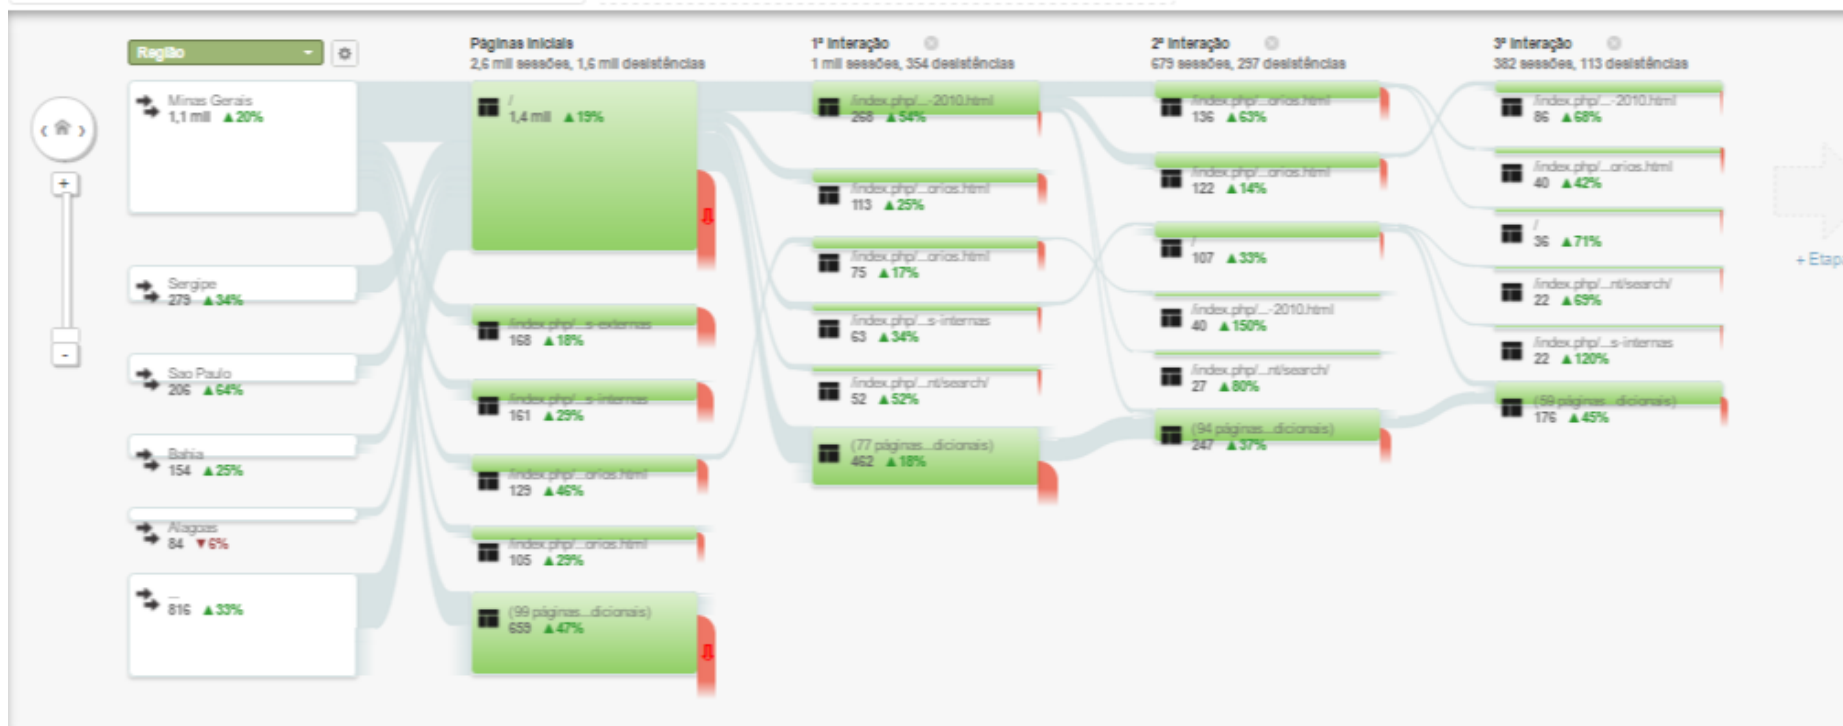 Região
Páginas Iniciais
2,6 mil sessões, 1,6 mil desistências
1ª Interação
1 mil sessões, 354 desistências
2ª Interação
679 sessões, 297 desistências
3ª Interação
382 sessões, 113 desistências
Minas Gerais
1,1 mil ▲20%
Sergipe
279 ▲34%
Sao Paulo
206 ▲64%
Bahia
154 ▲25%
Alagoas
84 ▼6%
...
816 ▲33%
+
-
/
1,4 mil ▲19%
/index.php/...s-externas
168 ▲18%
/index.php/...s-internas
161 ▲29%
/index.php/...orios.html
129 ▲46%
/index.php/...orios.html
105 ▲29%
(99 páginas...dicionais)
659 ▲47%
/index.php/...-2010.html
268 ▲54%
/index.php/...orios.html
113 ▲25%
/index.php/...orios.html
75 ▲17%
/index.php/...s-internas
63 ▲34%
/index.php/...nt/search/
52 ▲52%
(77 páginas...dicionais)
462 ▲18%
/index.php/...orios.html
136 ▲63%
/index.php/...orios.html
122 ▲14%
/
107 ▲33%
/index.php/...-2010.html
40 ▲150%
/index.php/...nt/search/
27 ▲80%
(94 páginas...dicionais)
247 ▲37%
/index.php/...-2010.html
86 ▲68%
/index.php/...orios.html
40 ▲42%
/
36 ▲71%
/index.php/...nt/search/
22 ▲69%
/index.php/...s-internas
22 ▲120%
(59 páginas...dicionais)
176 ▲45%
+ Etap